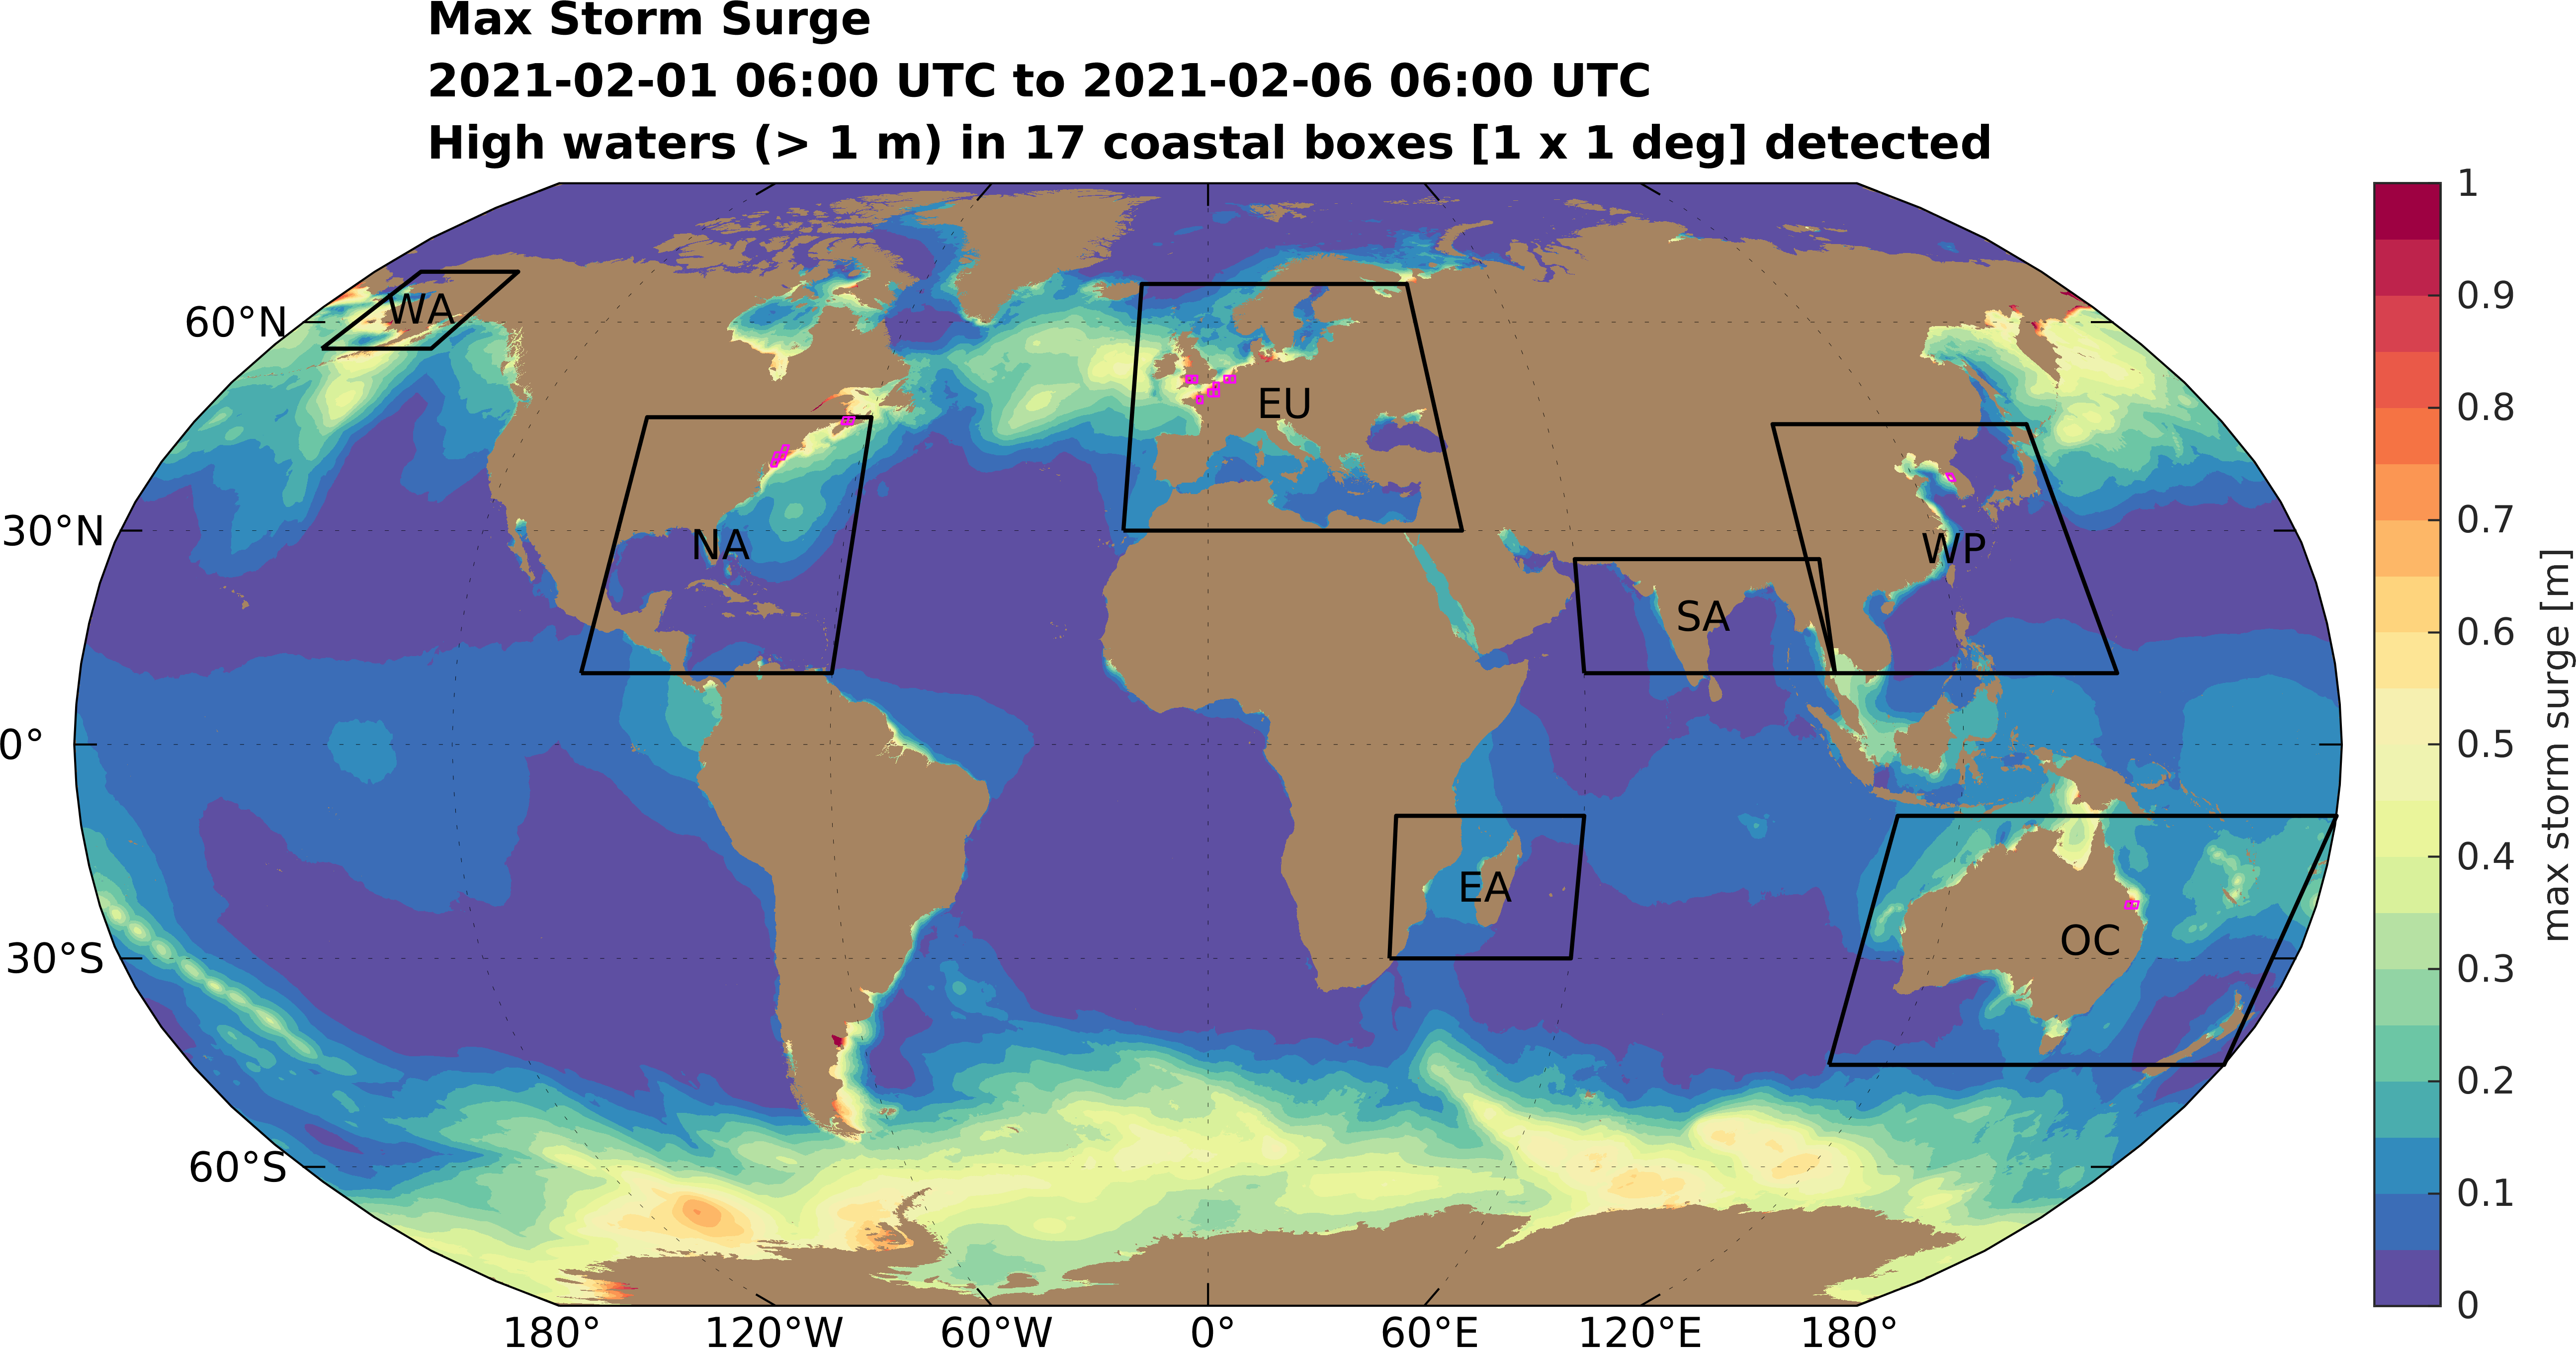 Max Storm Surge
2021-02-01 06:00 UTC to 2021-02-06 06:00 UTC
High waters (> 1 m) in 17 coastal boxes [1 x 1 deg] detected
60°N
30°N
0°
30°S
60°S
WA
NA
EU
SA
WP
EA
OC
180°
120°W
60°W
0°
60°E
120°E
180°
1
0.9
0.8
0.7
0.6
0.5
0.4
0.3
0.2
0.1
0
max storm surge [m]